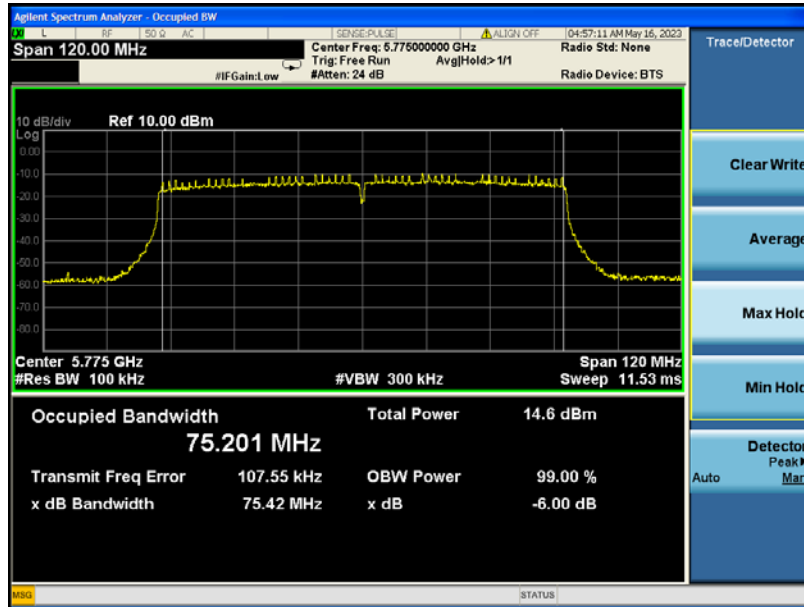 Agilent Spectrum Analyzer - Occupied BW
LXI L RF 50 Ω AC SENSE:PULSE ALIGN OFF 04:57:11 AM May 16, 2023
Span 120.00 MHz
Center Freq: 5.775000000 GHz
Radio Std: None
Trig: Free Run Avg|Hold:>1/1
#IFGain:Low #Atten: 24 dB Radio Device: BTS
Trace/Detector
10 dB/div Ref 10.00 dBm
Log
0.00
-10.0
-20.0
-30.0
-40.0
-50.0
-60.0
-70.0
-80.0
Center 5.775 GHz Span 120 MHz
#Res BW 100 kHz #VBW 300 kHz Sweep 11.53 ms
Occupied Bandwidth Total Power 14.6 dBm
75.201 MHz
Transmit Freq Error 107.55 kHz OBW Power 99.00 %
x dB Bandwidth 75.42 MHz x dB -6.00 dB
Clear Write
Average
Max Hold
Min Hold
Detector
Peak
Auto Man
MSG STATUS